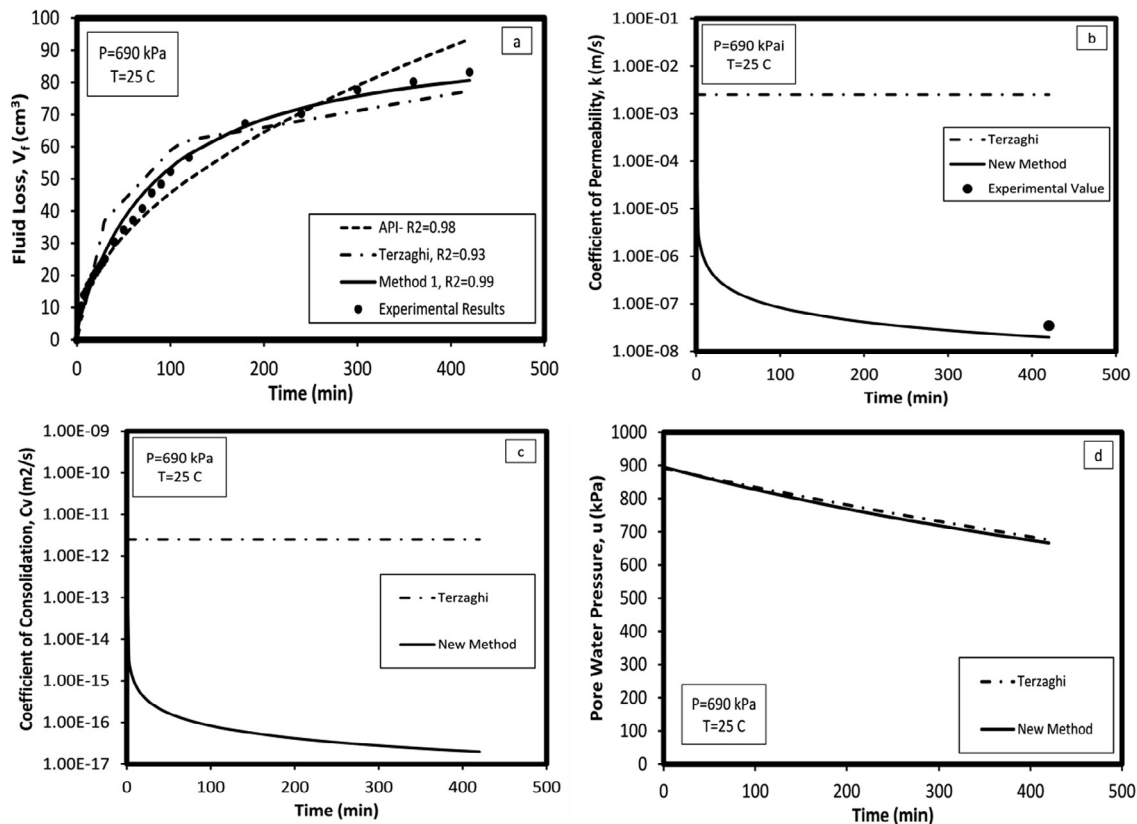 a
P=690 kPa
T=25 C
100
90
80
70
60
50
40
30
20
10
0
Fluid Loss, Vf (cm³)
API- R2=0.98
Terzaghi, R2=0.93
Method 1, R2=0.99
Experimental Results
0 100 200 300 400 500
Time (min)
b
P=690 kPai
T=25 C
1.00E-01
1.00E-02
1.00E-03
1.00E-04
1.00E-05
1.00E-06
1.00E-07
1.00E-08
Coefficient of Permeability, k (m/s)
Terzaghi
New Method
Experimental Value
0 100 200 300 400 500
Time (min)
c
P=690 kPa
T=25 C
1.00E-09
1.00E-10
1.00E-11
1.00E-12
1.00E-13
1.00E-14
1.00E-15
1.00E-16
1.00E-17
Coefficient of Consolidation, Cv (m2/s)
Terzaghi
New Method
0 100 200 300 400 500
Time (min)
d
1000
900
800
700
600
500
400
300
200
100
0
Pore Water Pressure, u (kPa)
P=690 kPa
T=25 C
Terzaghi
New Method
0 100 200 300 400 500
Time (min)